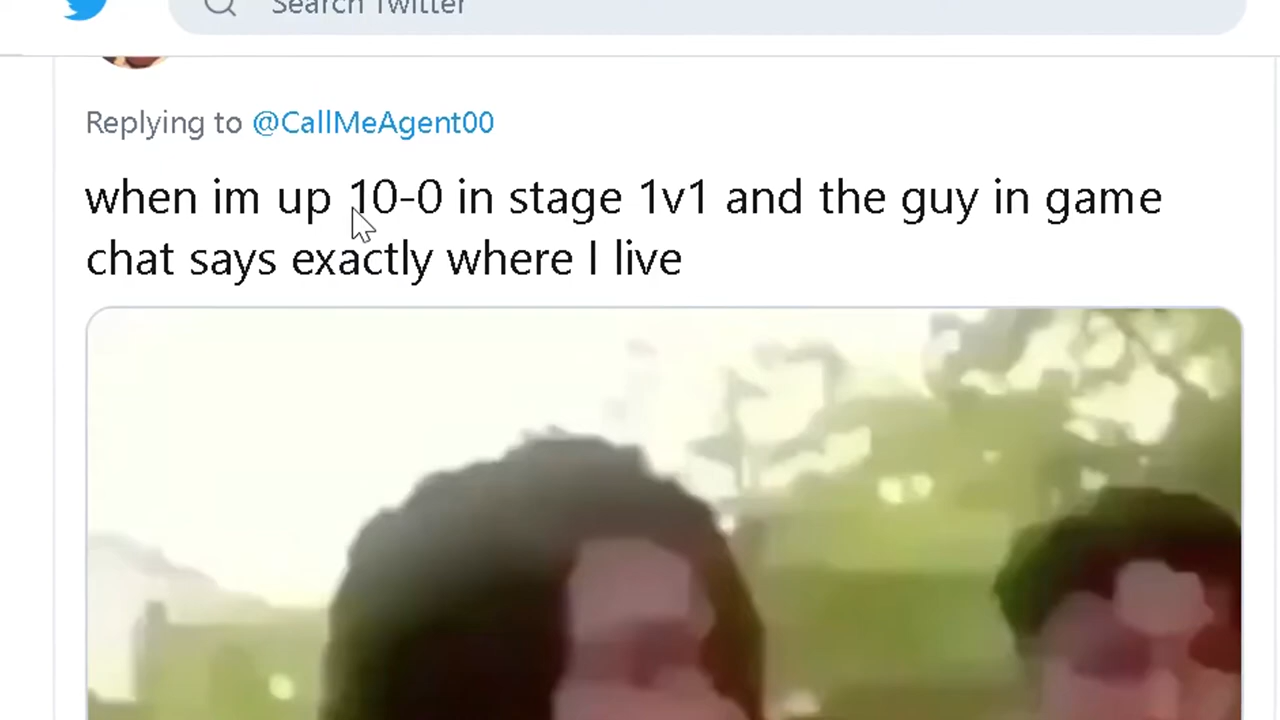 Search Twitter
Replying to @CallMeAgent00
when im up 10-0 in stage 1v1 and the guy in game
chat says exactly where I live